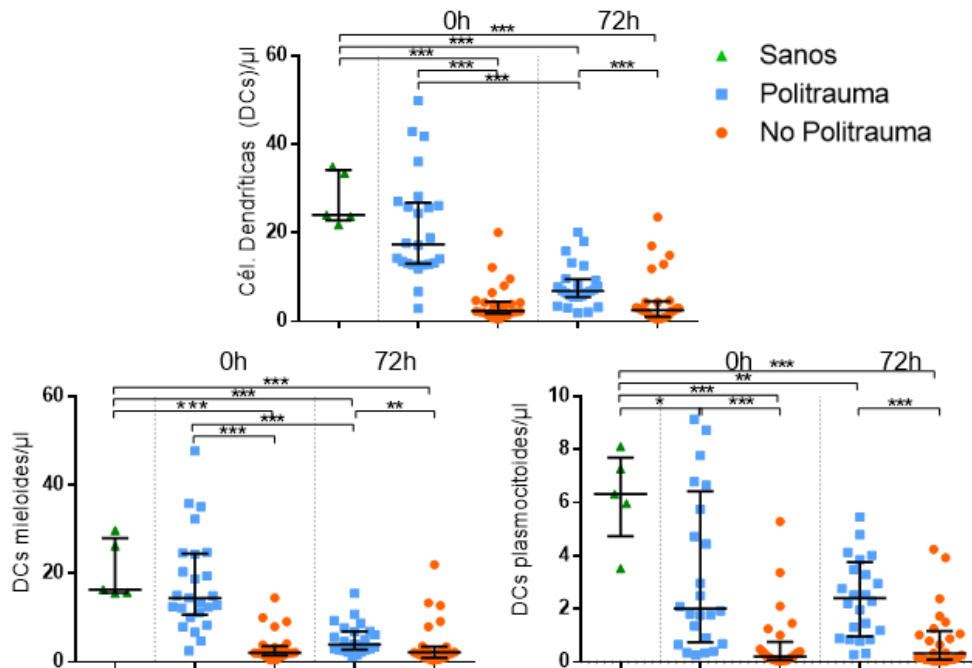 0h 72h
***
***
*** ***
*** ***
Cél. Dendríticas (DCs)/µl
60
40
20
0
Sanos
Politrauma
No Politrauma
0h 72h
***
***
*** ***
*** **
DCs mieloides/µl
60
40
20
0
0h 72h
***
**
***
* *** ***
DCs plasmocitoides/µl
10
8
6
4
2
0